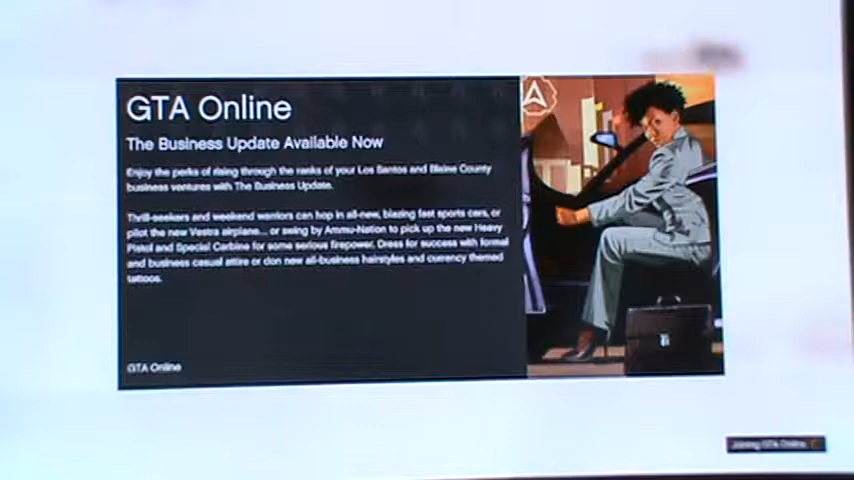 GTA Online
The Business Update Available Now
Enjoy the perks of rising through the ranks of your Los Santos and Blaine County
business ventures with The Business Update.
Thrill-seekers and weekend warriors can hop in all-new, blazing fast sports cars, or
pilot the new Vestra airplane... or swing by Ammu-Nation to pick up the new Heavy
Pistol and Special Carbine for some serious firepower. Dress for success with formal
and business casual attire or don new all-business hairstyles and currency themed
tattoos.
GTA Online
Joining GTA Online